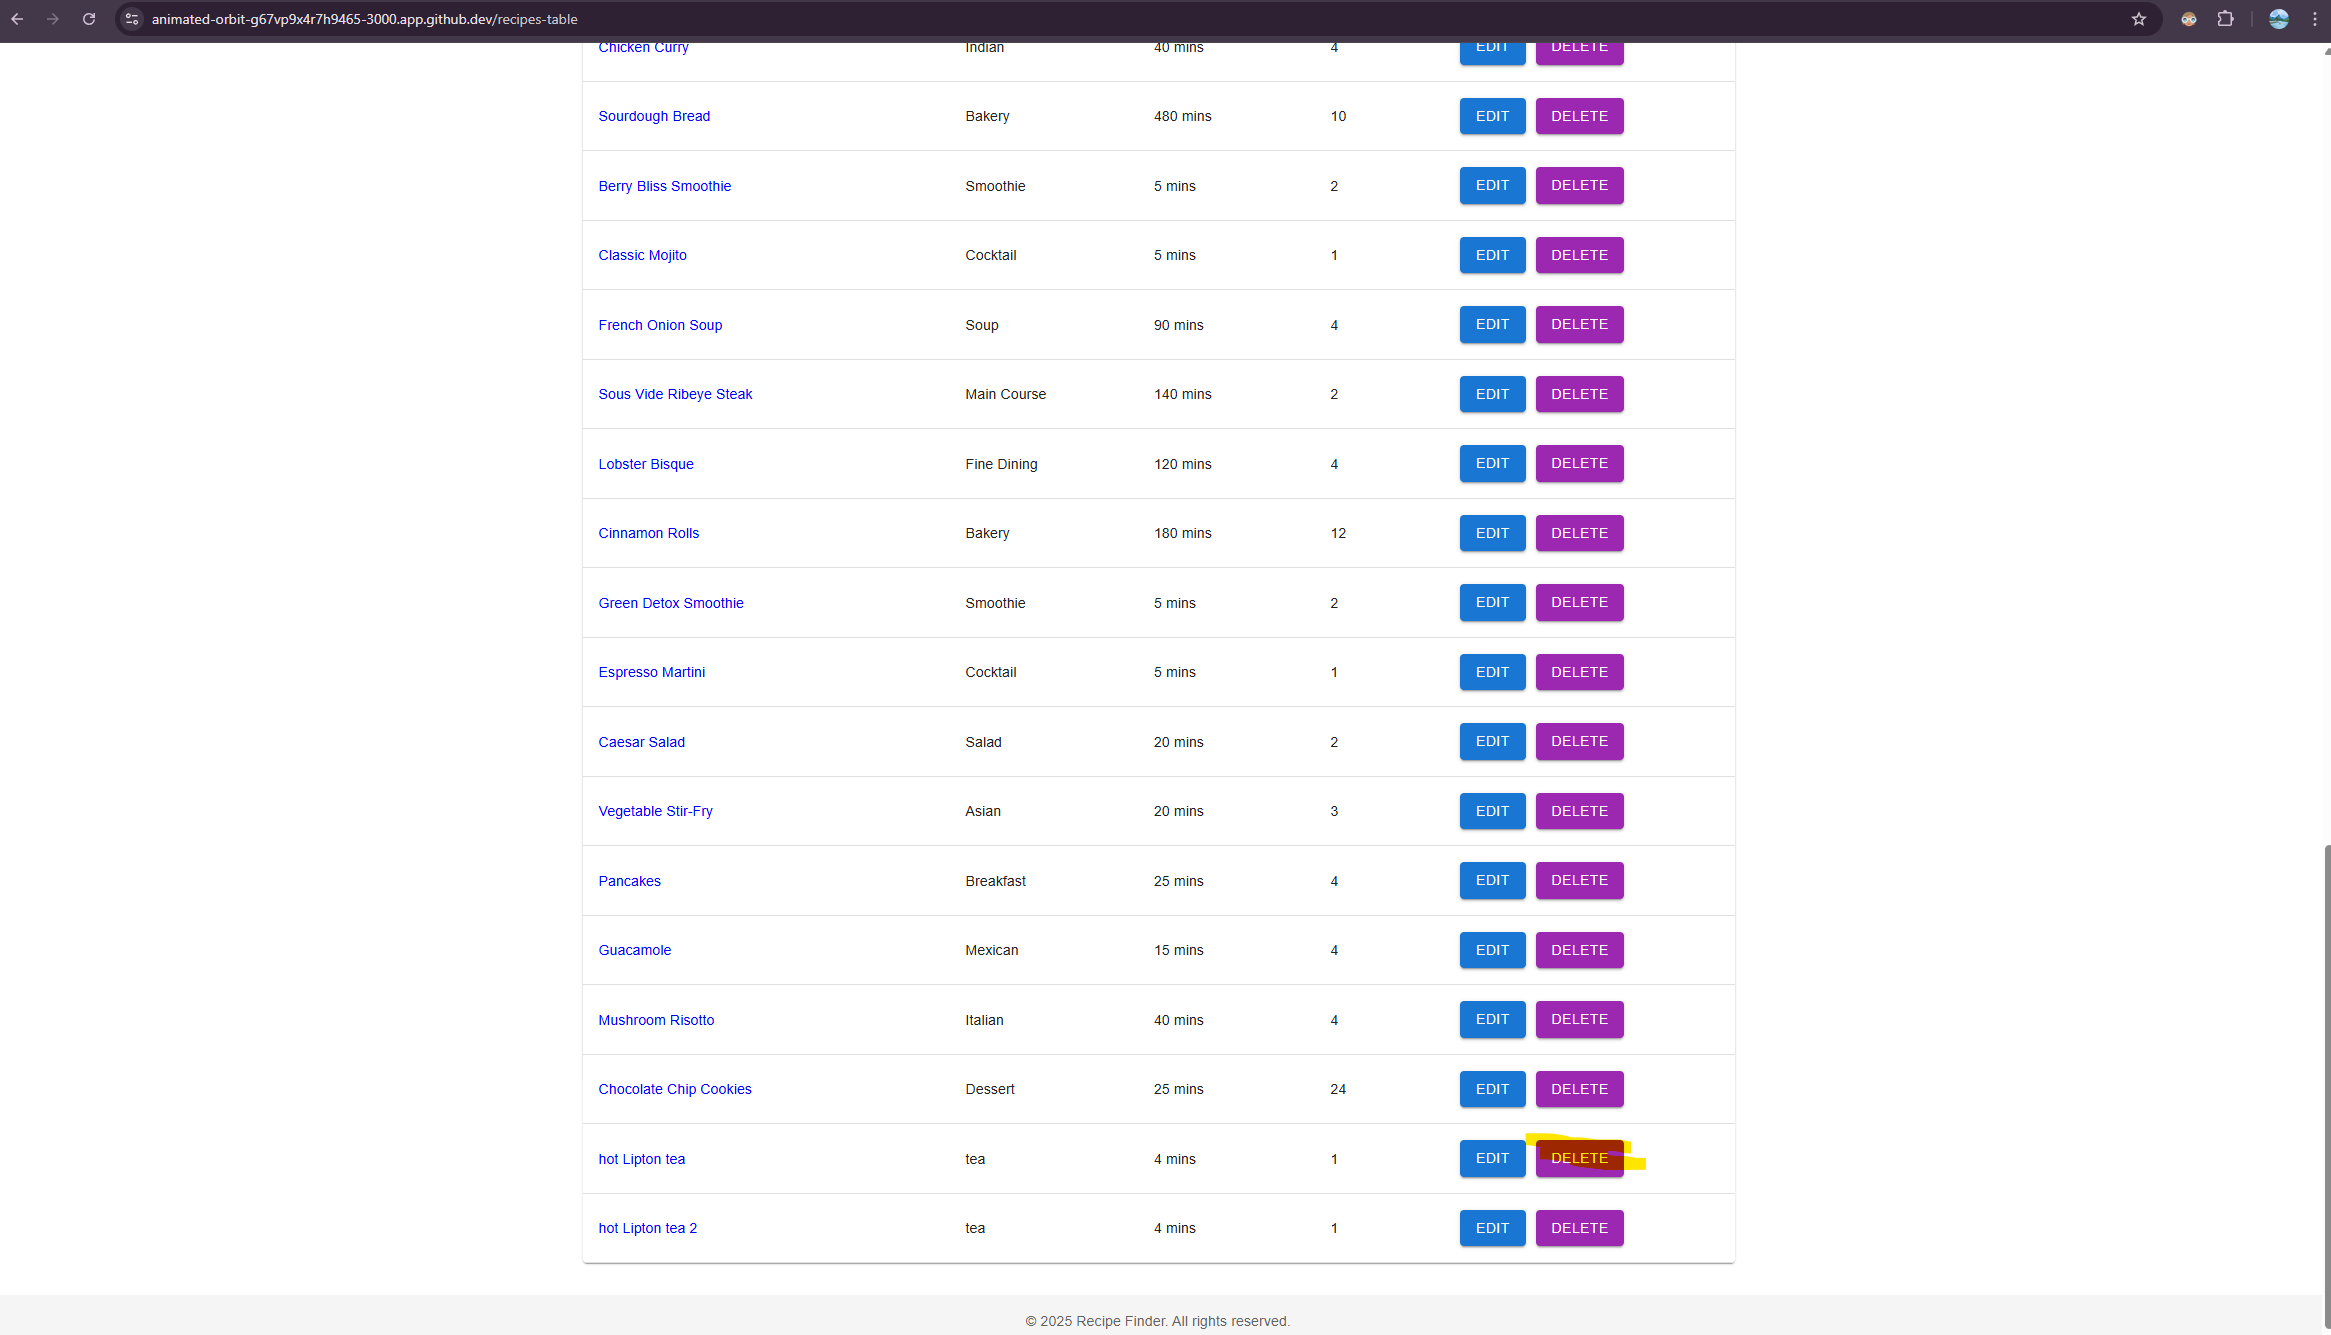 animated-orbit-g67vp9x4r7h9465-3000.app.github.dev/recipes-table
Chicken Curry Indian 40 mins 4 EDIT DELETE
Sourdough Bread Bakery 480 mins 10 EDIT DELETE
Berry Bliss Smoothie Smoothie 5 mins 2 EDIT DELETE
Classic Mojito Cocktail 5 mins 1 EDIT DELETE
French Onion Soup Soup 90 mins 4 EDIT DELETE
Sous Vide Ribeye Steak Main Course 140 mins 2 EDIT DELETE
Lobster Bisque Fine Dining 120 mins 4 EDIT DELETE
Cinnamon Rolls Bakery 180 mins 12 EDIT DELETE
Green Detox Smoothie Smoothie 5 mins 2 EDIT DELETE
Espresso Martini Cocktail 5 mins 1 EDIT DELETE
Caesar Salad Salad 20 mins 2 EDIT DELETE
Vegetable Stir-Fry Asian 20 mins 3 EDIT DELETE
Pancakes Breakfast 25 mins 4 EDIT DELETE
Guacamole Mexican 15 mins 4 EDIT DELETE
Mushroom Risotto Italian 40 mins 4 EDIT DELETE
Chocolate Chip Cookies Dessert 25 mins 24 EDIT DELETE
hot Lipton tea tea 4 mins 1 EDIT DELETE
hot Lipton tea 2 tea 4 mins 1 EDIT DELETE
© 2025 Recipe Finder. All rights reserved.